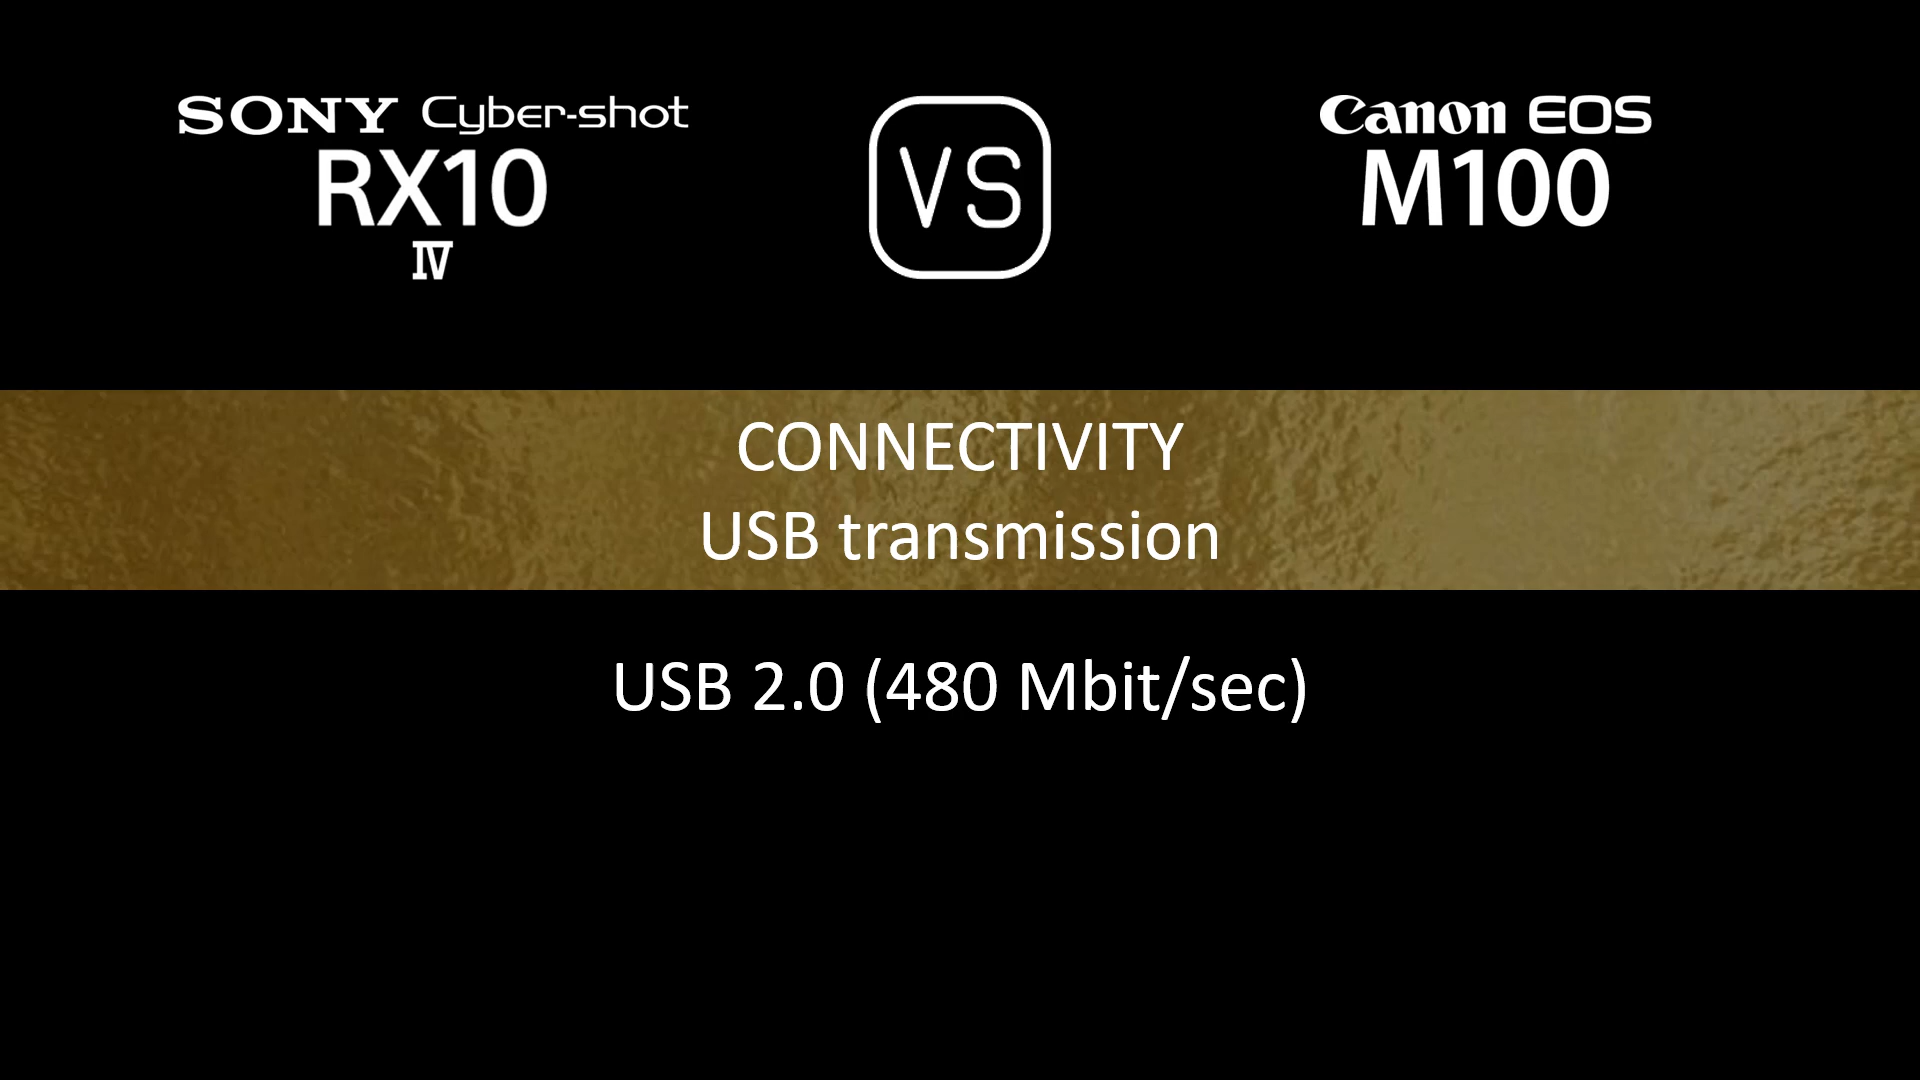 SONY Cyber-shot
RX10
IV
VS
Canon EOS
M100
CONNECTIVITY
USB transmission
USB 2.0 (480 Mbit/sec)